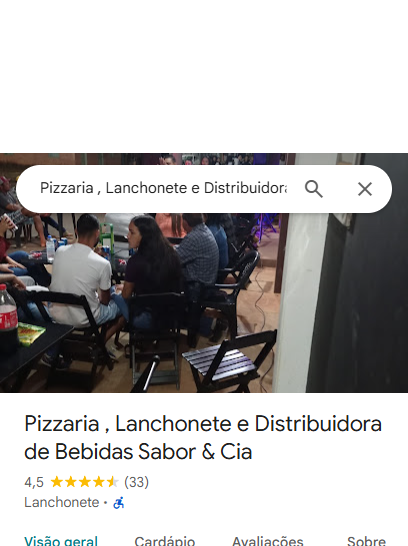 Pizzaria , Lanchonete e Distribuidora
Pizzaria , Lanchonete e Distribuidora
de Bebidas Sabor & Cia
4,5 (33)
Lanchonete ·
Visão geral Cardápio Avaliações Sobre